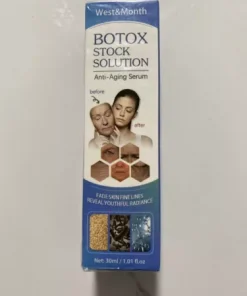 West&Month
BOTOX
STOCK
SOLUTION
Anti-Aging Serum
before
after
FADE SKIN FINE LINES
REVEAL YOUTHFUL RADIANCE
Net: 30ml / 1.01 fl.oz